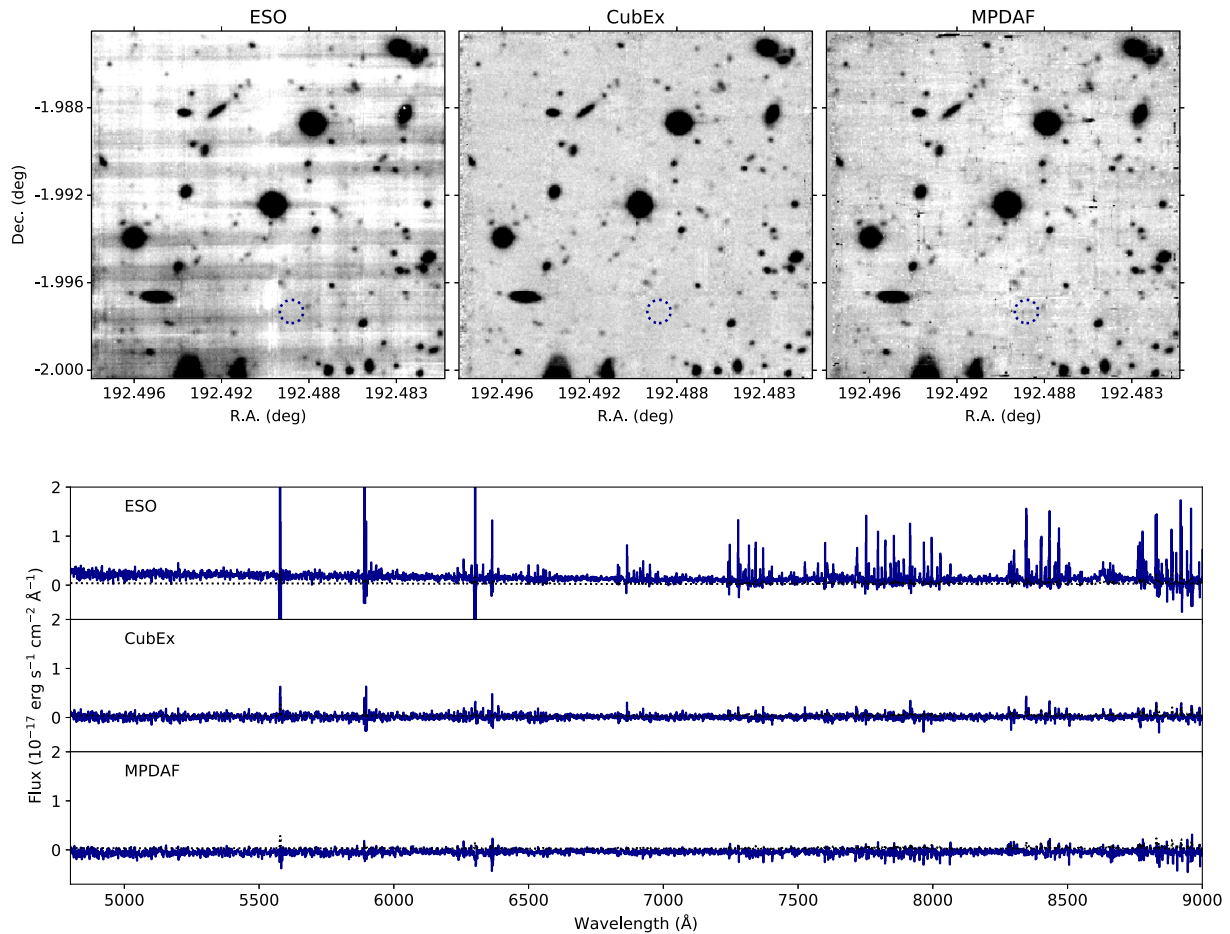 ESO
CubEx
MPDAF
-1.988
-1.992
-1.996
-2.000
Dec. (deg)
192.496
192.492
192.488
192.483
192.496
192.492
192.488
192.483
192.496
192.492
192.488
192.483
R.A. (deg)
R.A. (deg)
R.A. (deg)
2
1
0
ESO
2
1
0
CubEx
2
1
0
MPDAF
Flux (10⁻¹⁷ erg s⁻¹ cm⁻² Å⁻¹)
5000
5500
6000
6500
7000
7500
8000
8500
9000
Wavelength (Å)